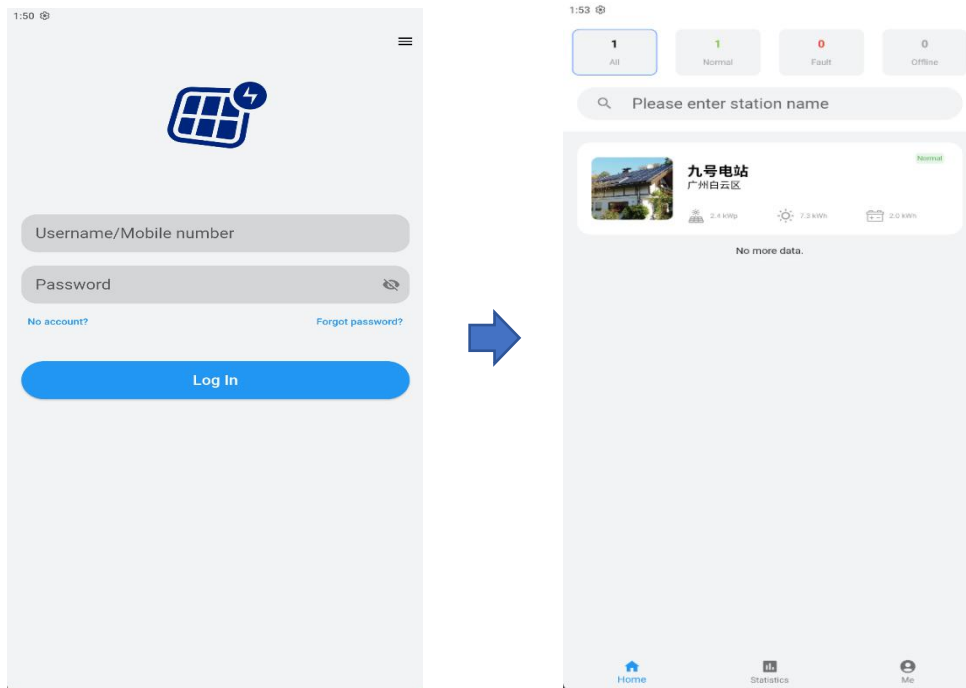 1:50
Username/Mobile number
Password
No account? Forgot password?
Log In
1:53
1 1 0 0
All Normal Fault Offline
Please enter station name
Normal
九号电站
广州白云区
2.4 kWp 7.3 kWh 2.0 kWh
No more data.
Home Statistics Me